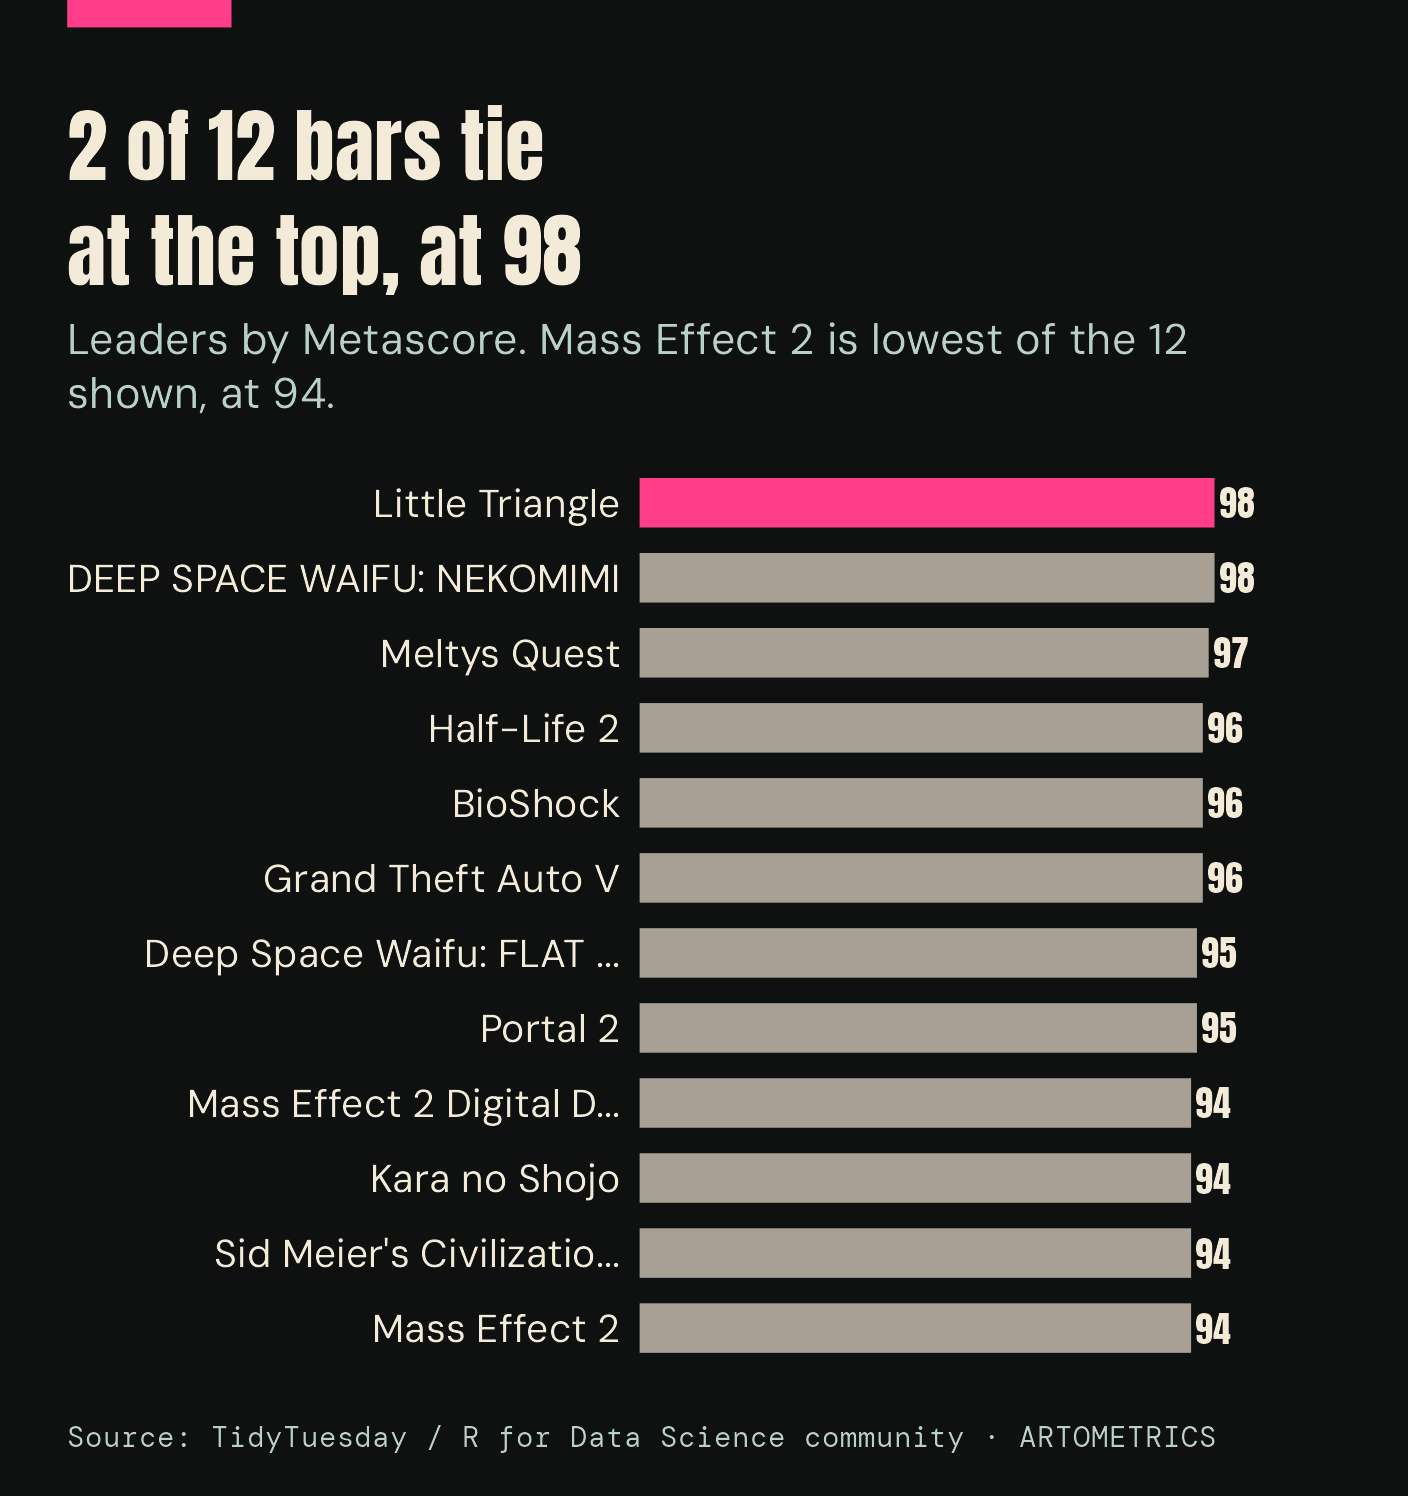 2 of 12 bars tie
at the top, at 98
Leaders by Metascore. Mass Effect 2 is lowest of the 12
shown, at 94.
Little Triangle 98
DEEP SPACE WAIFU: NEKOMIMI 98
Meltys Quest 97
Half-Life 2 96
BioShock 96
Grand Theft Auto V 96
Deep Space Waifu: FLAT ... 95
Portal 2 95
Mass Effect 2 Digital D... 94
Kara no Shojo 94
Sid Meier's Civilizatio... 94
Mass Effect 2 94
Source: TidyTuesday / R for Data Science community · ARTOMETRICS